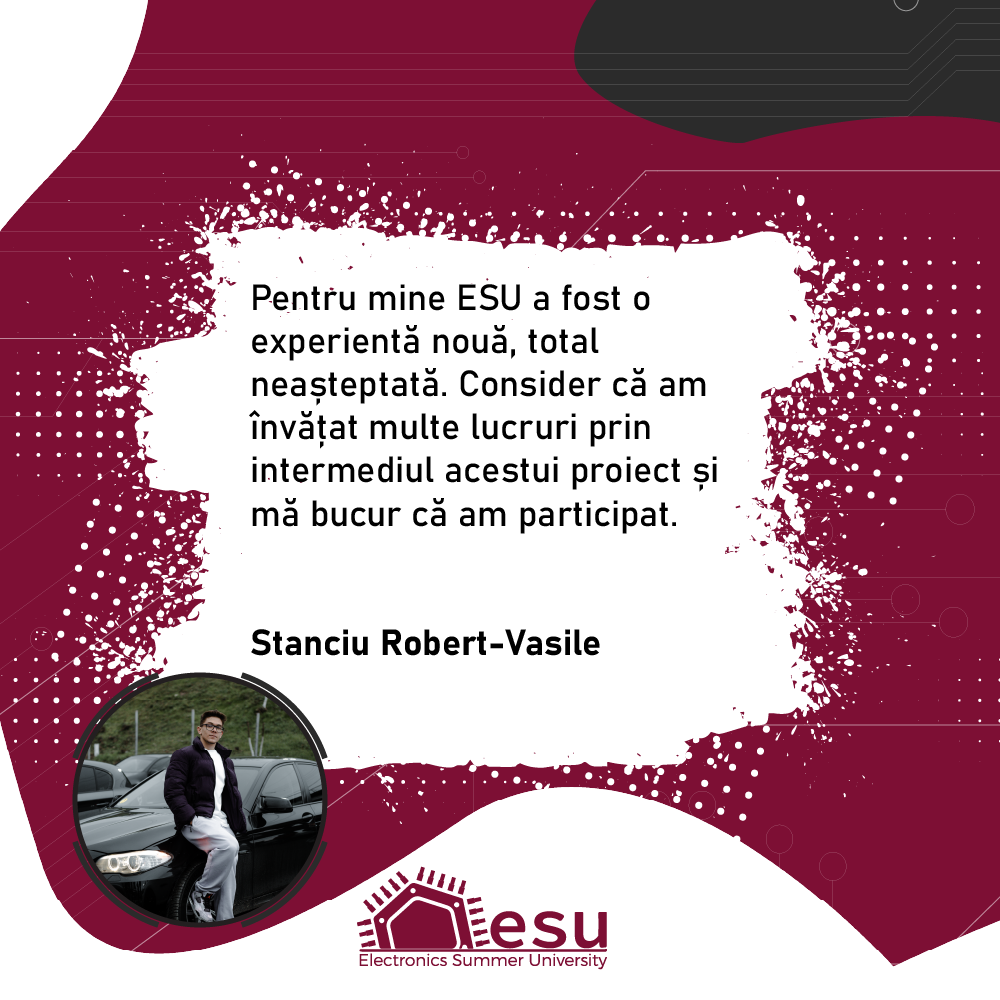 Pentru mine ESU a fost o
experientă nouă, total
neașteptată. Consider că am
învățat multe lucruri prin
intermediul acestui proiect și
mă bucur că am participat.
Stanciu Robert-Vasile
esu
Electronics Summer University